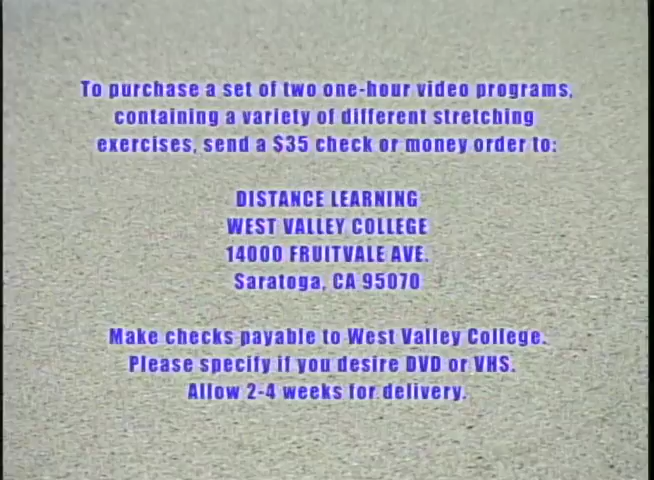 To purchase a set of two one-hour video programs,
containing a variety of different stretching
exercises, send a $35 check or money order to:
DISTANCE LEARNING
WEST VALLEY COLLEGE
14000 FRUITVALE AVE.
Saratoga, CA 95070
Make checks payable to West Valley College.
Please specify if you desire DVD or VHS.
Allow 2-4 weeks for delivery.